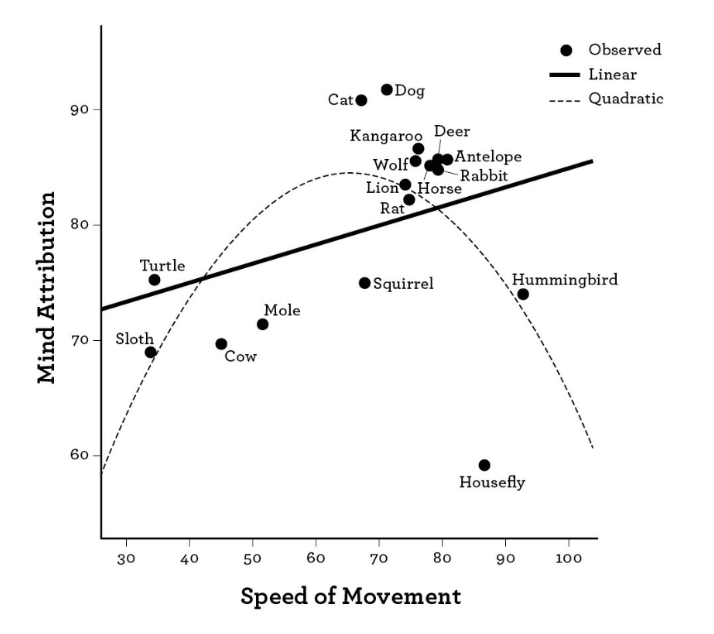 Observed
Linear
Quadratic
Mind Attribution
90
80
70
60
Dog
Cat
Deer
Kangaroo
Antelope
Wolf
Rabbit
Lion
Horse
Rat
Turtle
Squirrel
Hummingbird
Mole
Sloth
Cow
Housefly
30 40 50 60 70 80 90 100
Speed of Movement